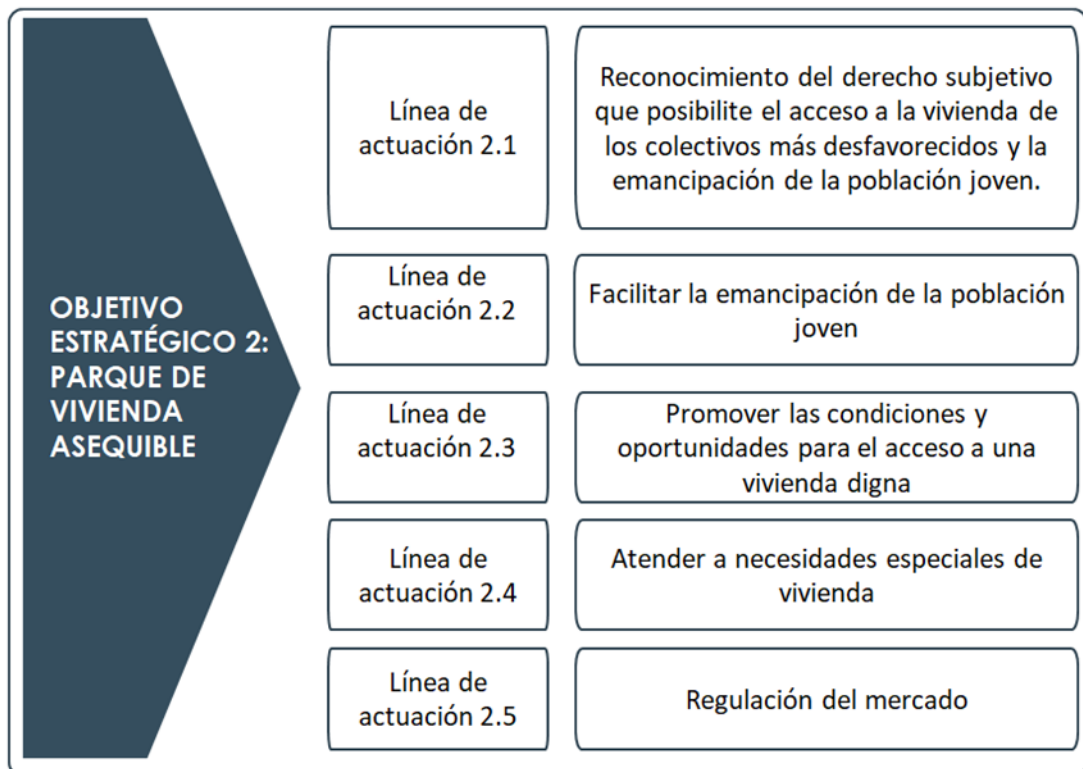 OBJETIVO
ESTRATÉGICO 2:
PARQUE DE
VIVIENDA
ASEQUIBLE
Línea de
actuación 2.1
Reconocimiento del derecho subjetivo
que posibilite el acceso a la vivienda de
los colectivos más desfavorecidos y la
emancipación de la población joven.
Línea de
actuación 2.2
Facilitar la emancipación de la población
joven
Línea de
actuación 2.3
Promover las condiciones y
oportunidades para el acceso a una
vivienda digna
Línea de
actuación 2.4
Atender a necesidades especiales de
vivienda
Línea de
actuación 2.5
Regulación del mercado